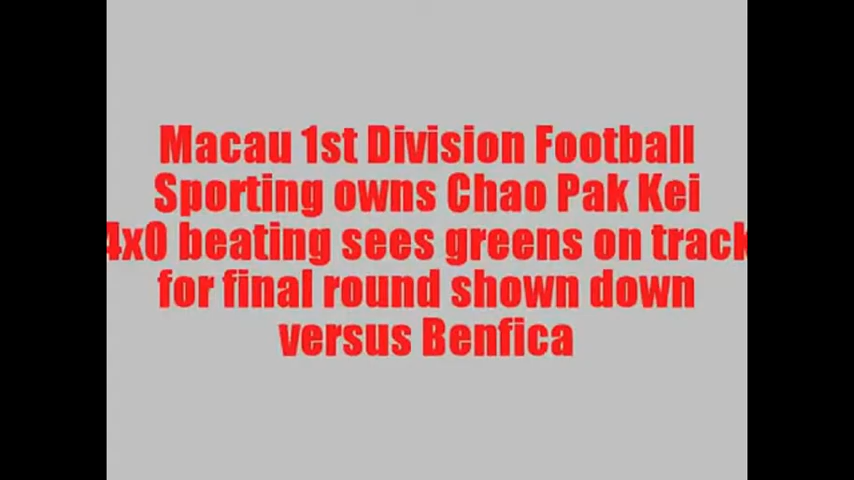 Macau 1st Division Football
Sporting owns Chao Pak Kei
4x0 beating sees greens on track
for final round shown down
versus Benfica